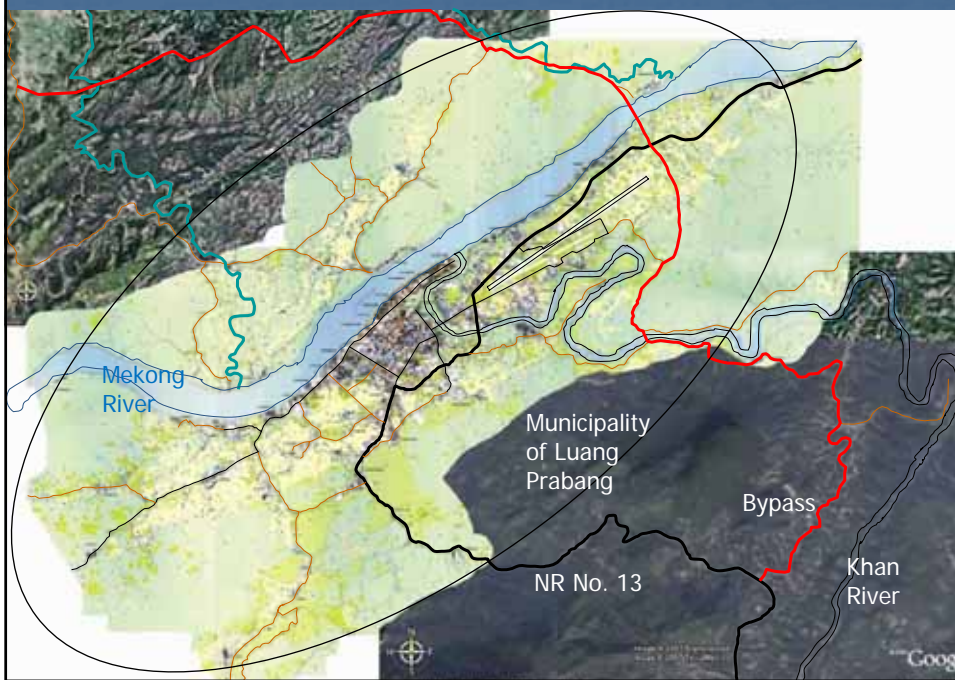 Mekong
River
Municipality
of Luang
Prabang
Bypass
NR No. 13
Khan
River
N
Goog